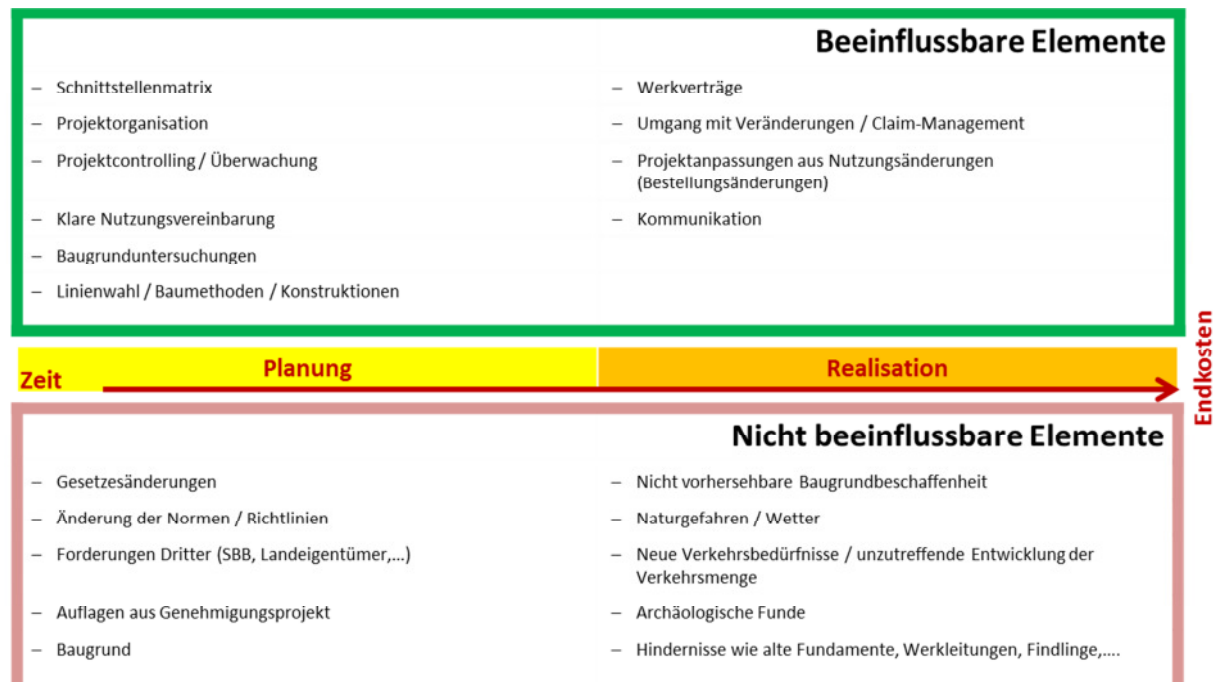 Beeinflussbare Elemente
– Schnittstellenmatrix
– Projektorganisation
– Projektcontrolling / Überwachung
– Klare Nutzungsvereinbarung
– Baugrunduntersuchungen
– Linienwahl / Baumethoden / Konstruktionen
– Werkverträge
– Umgang mit Veränderungen / Claim-Management
– Projektanpassungen aus Nutzungsänderungen
(Bestellungsänderungen)
– Kommunikation
Zeit
Planung
Realisation
Endkosten
Nicht beeinflussbare Elemente
– Gesetzesänderungen
– Änderung der Normen / Richtlinien
– Forderungen Dritter (SBB, Landeigentümer,...)
– Auflagen aus Genehmigungsprojekt
– Baugrund
– Nicht vorhersehbare Baugrundbeschaffenheit
– Naturgefahren / Wetter
– Neue Verkehrsbedürfnisse / unzutreffende Entwicklung der
Verkehrsmenge
– Archäologische Funde
– Hindernisse wie alte Fundamente, Werkleitungen, Findlinge,....